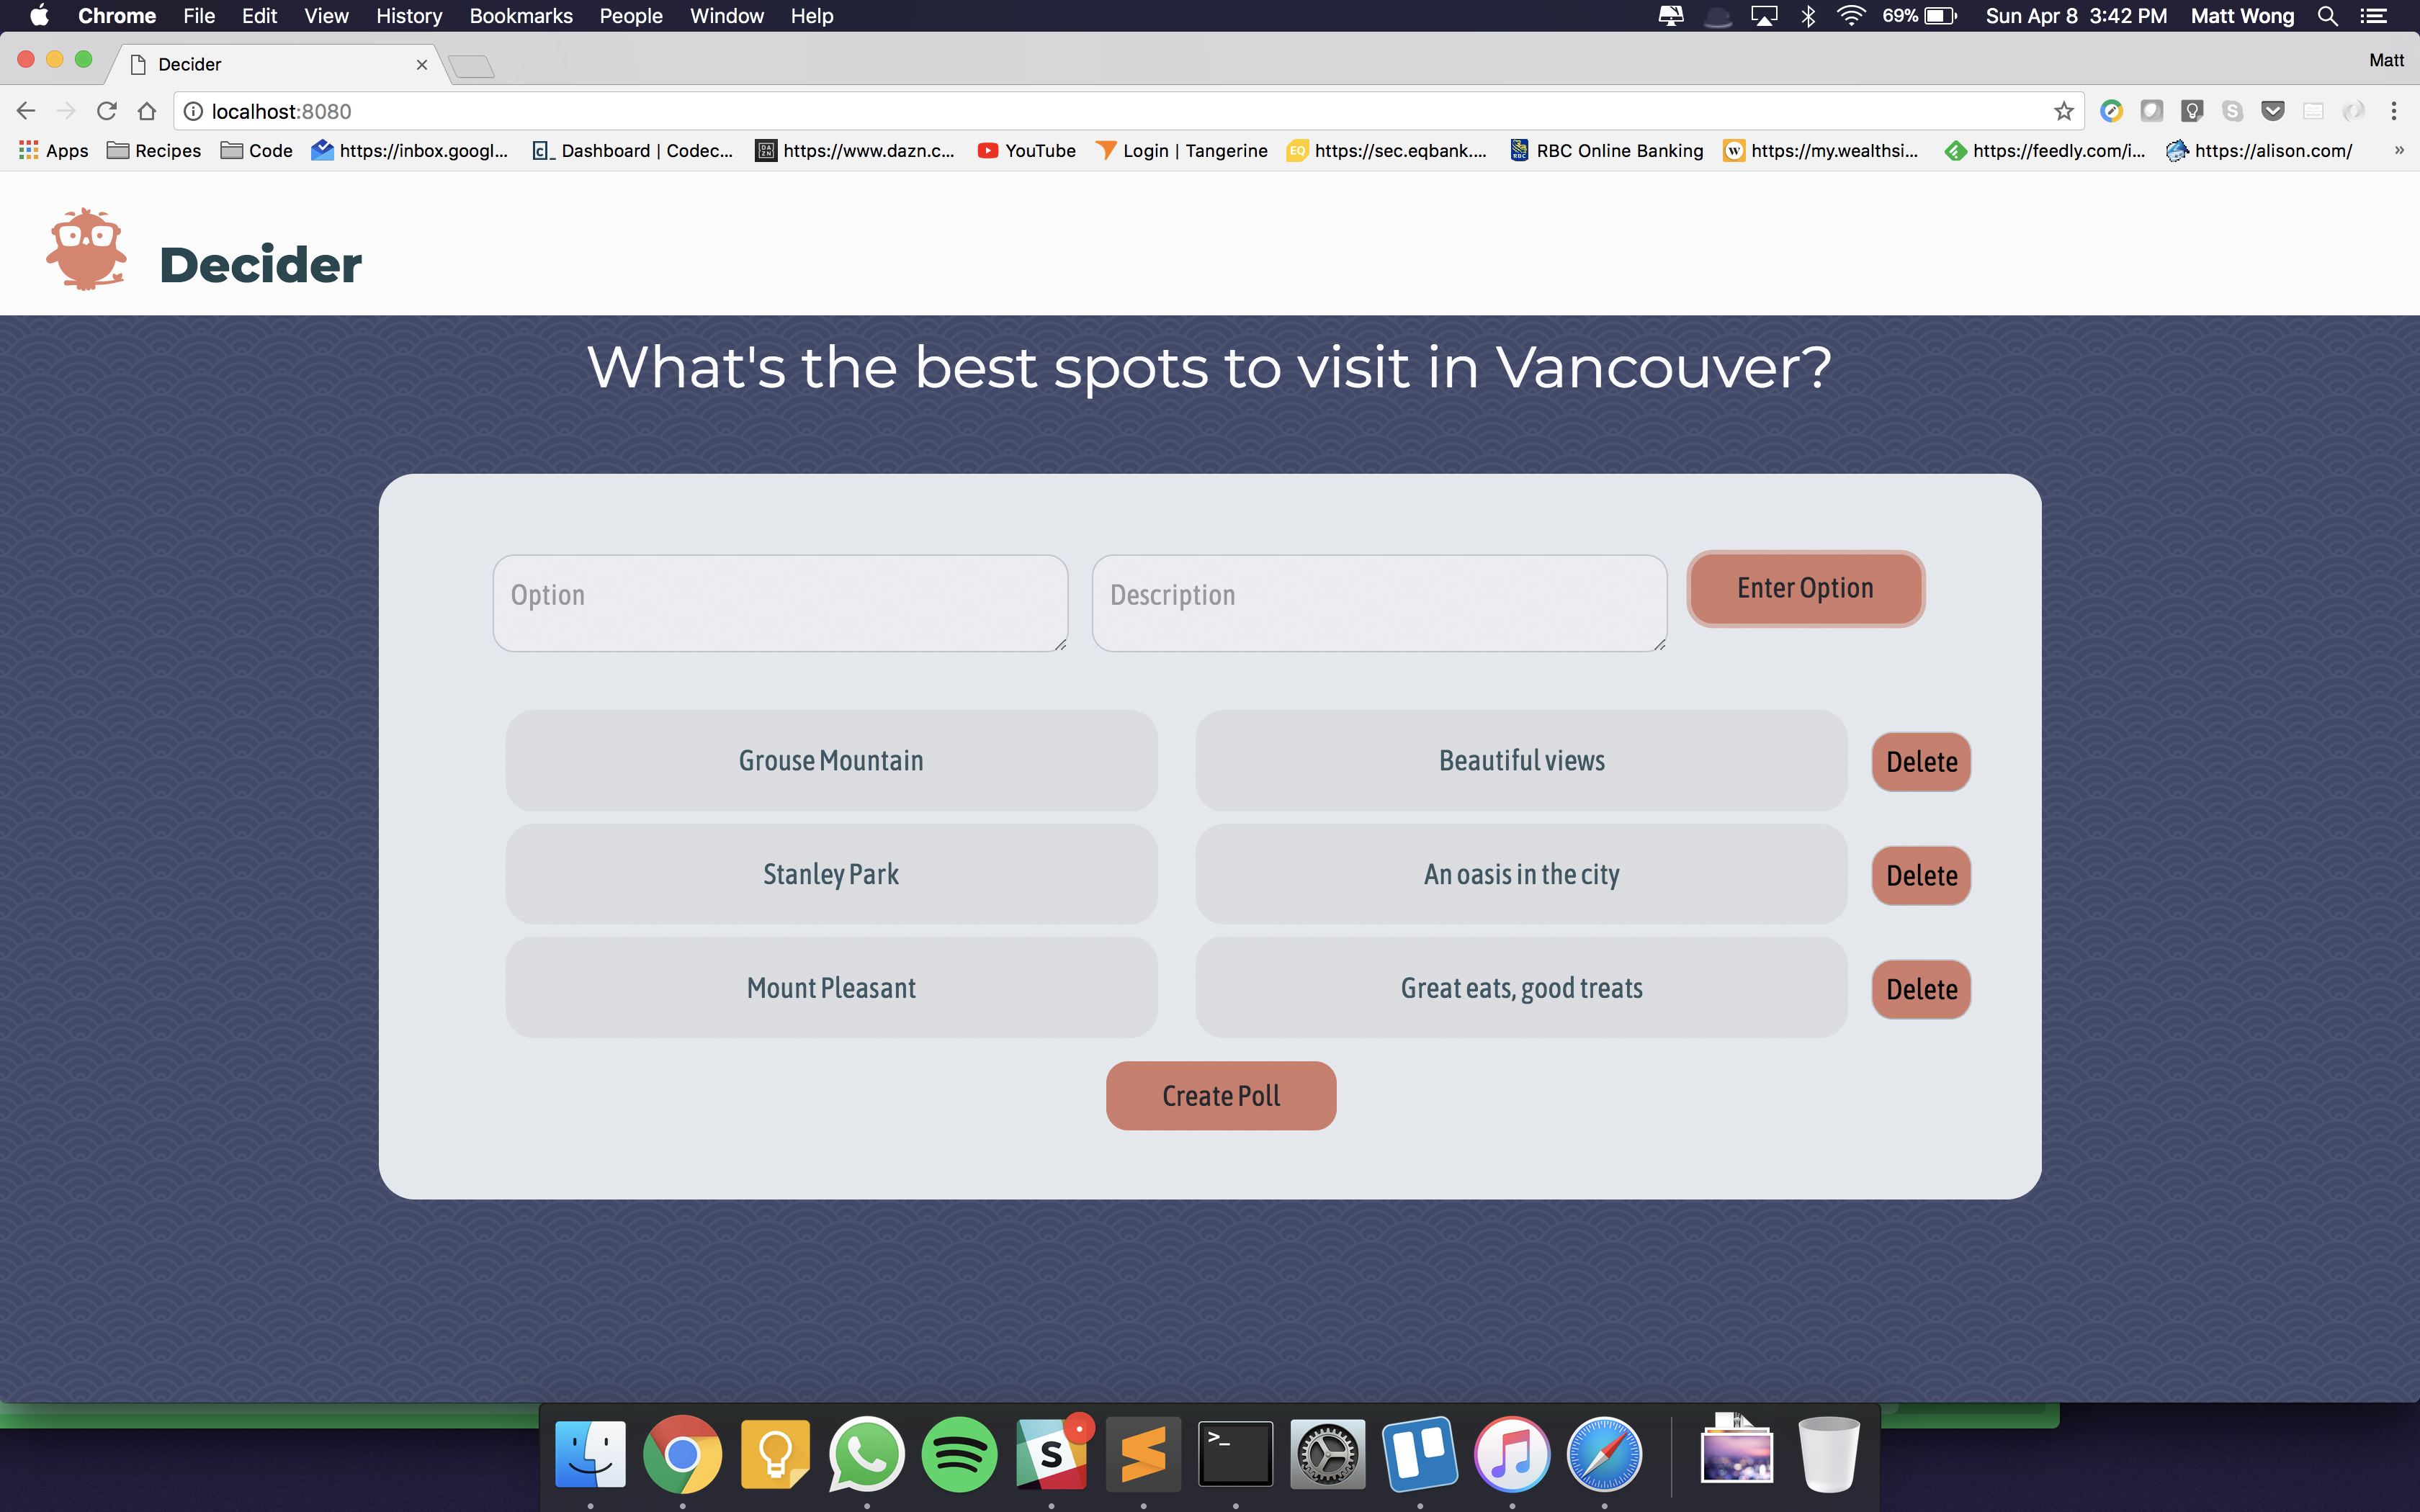 Chrome File Edit View History Bookmarks People Window Help 69% Sun Apr 8 3:42 PM Matt Wong
Decider Matt
localhost:8080
Apps Recipes Code https://inbox.googl... Dashboard | Codec... https://www.dazn.c... YouTube Login | Tangerine https://sec.eqbank.... RBC Online Banking https://my.wealthsi... https://feedly.com/i... https://alison.com/ »
Decider
What's the best spots to visit in Vancouver?
Option Description Enter Option
Grouse Mountain Beautiful views Delete
Stanley Park An oasis in the city Delete
Mount Pleasant Great eats, good treats Delete
Create Poll